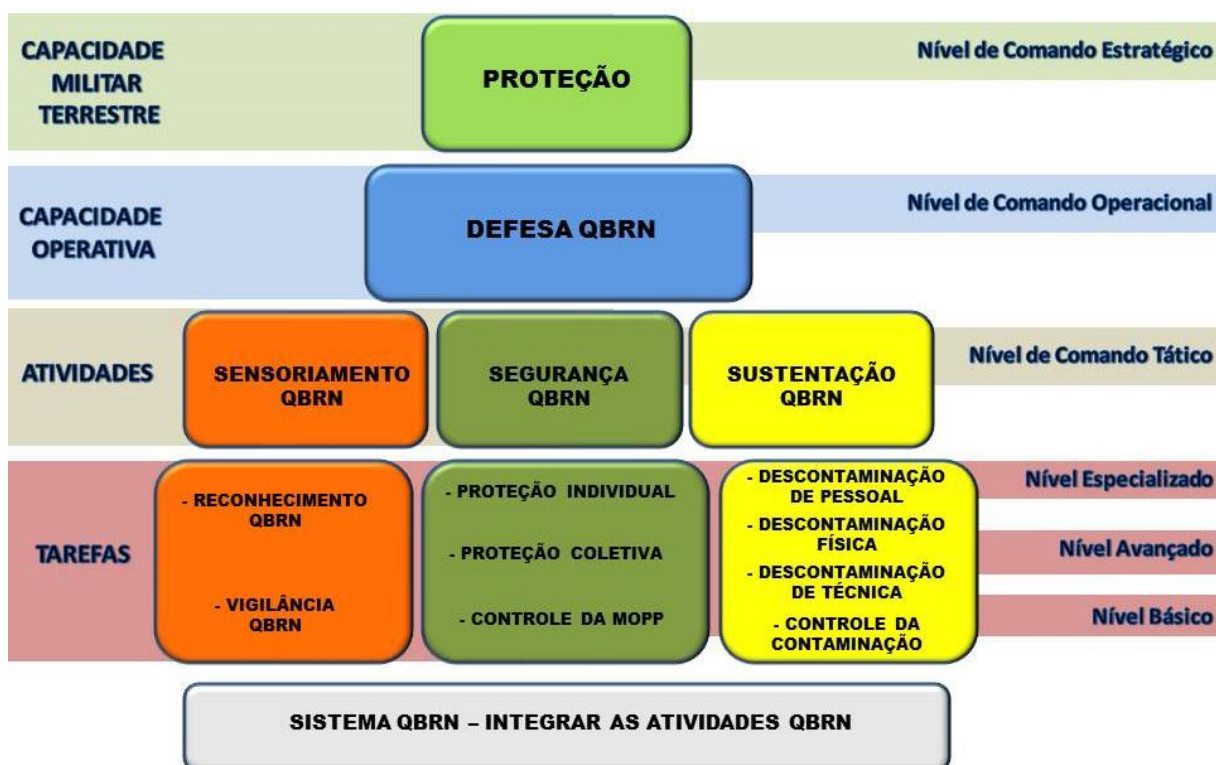 CAPACIDADE
MILITAR
TERRESTRE
PROTEÇÃO
Nível de Comando Estratégico
CAPACIDADE
OPERATIVA
DEFESA QBRN
Nível de Comando Operacional
ATIVIDADES
SENSORIAMENTO
QBRN
SEGURANÇA
QBRN
SUSTENTAÇÃO
QBRN
Nível de Comando Tático
TAREFAS
- RECONHECIMENTO
QBRN
- VIGILÂNCIA
QBRN
- PROTEÇÃO INDIVIDUAL
- PROTEÇÃO COLETIVA
- CONTROLE DA MOPP
- DESCONTAMINAÇÃO
DE PESSOAL
- DESCONTAMINAÇÃO
FÍSICA
- DESCONTAMINAÇÃO
DE TÉCNICA
- CONTROLE DA
CONTAMINAÇÃO
Nível Especializado
Nível Avançado
Nível Básico
SISTEMA QBRN – INTEGRAR AS ATIVIDADES QBRN